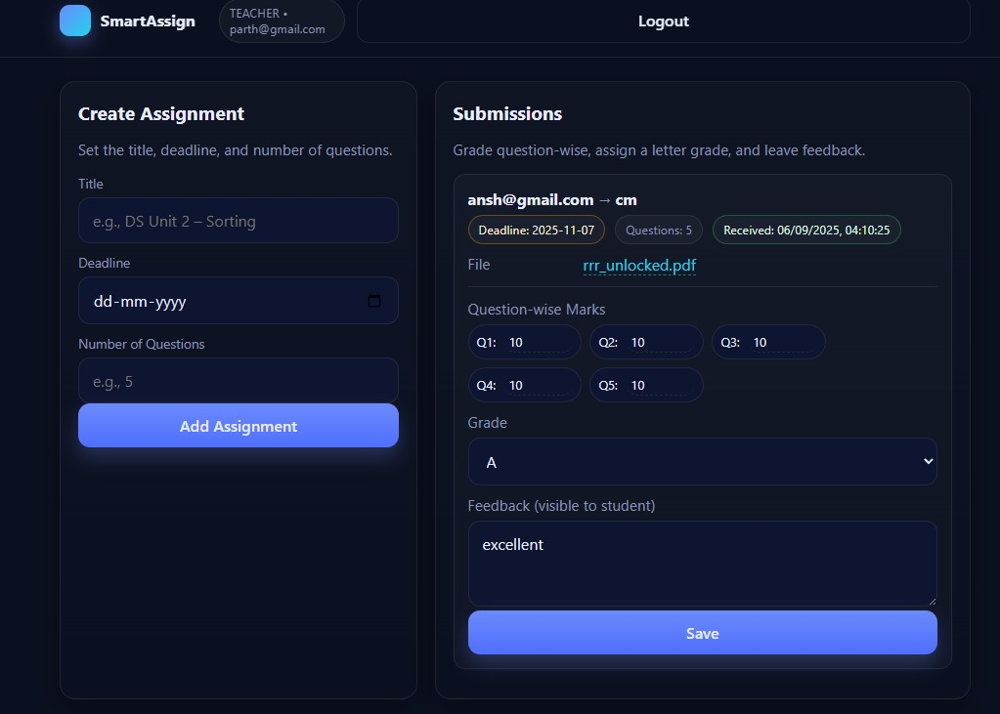 SmartAssign
TEACHER •
parth@gmail.com
Logout
Create Assignment
Set the title, deadline, and number of questions.
Title
e.g., DS Unit 2 – Sorting
Deadline
dd-mm-yyyy
Number of Questions
e.g., 5
Add Assignment
Submissions
Grade question-wise, assign a letter grade, and leave feedback.
ansh@gmail.com → cm
Deadline: 2025-11-07 Questions: 5 Received: 06/09/2025, 04:10:25
File rrr_unlocked.pdf
Question-wise Marks
Q1: 10 Q2: 10 Q3: 10
Q4: 10 Q5: 10
Grade
A
Feedback (visible to student)
excellent
Save